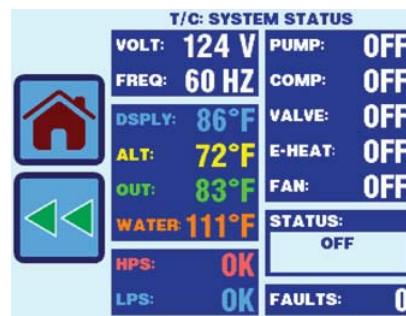 T/C: SYSTEM STATUS
VOLT: 124 V
FREQ: 60 HZ
DSPLY: 86°F
ALT: 72°F
OUT: 83°F
WATER: 111°F
HPS: OK
LPS: OK
PUMP: OFF
COMP: OFF
VALVE: OFF
E-HEAT: OFF
FAN: OFF
STATUS:
OFF
FAULTS: 0